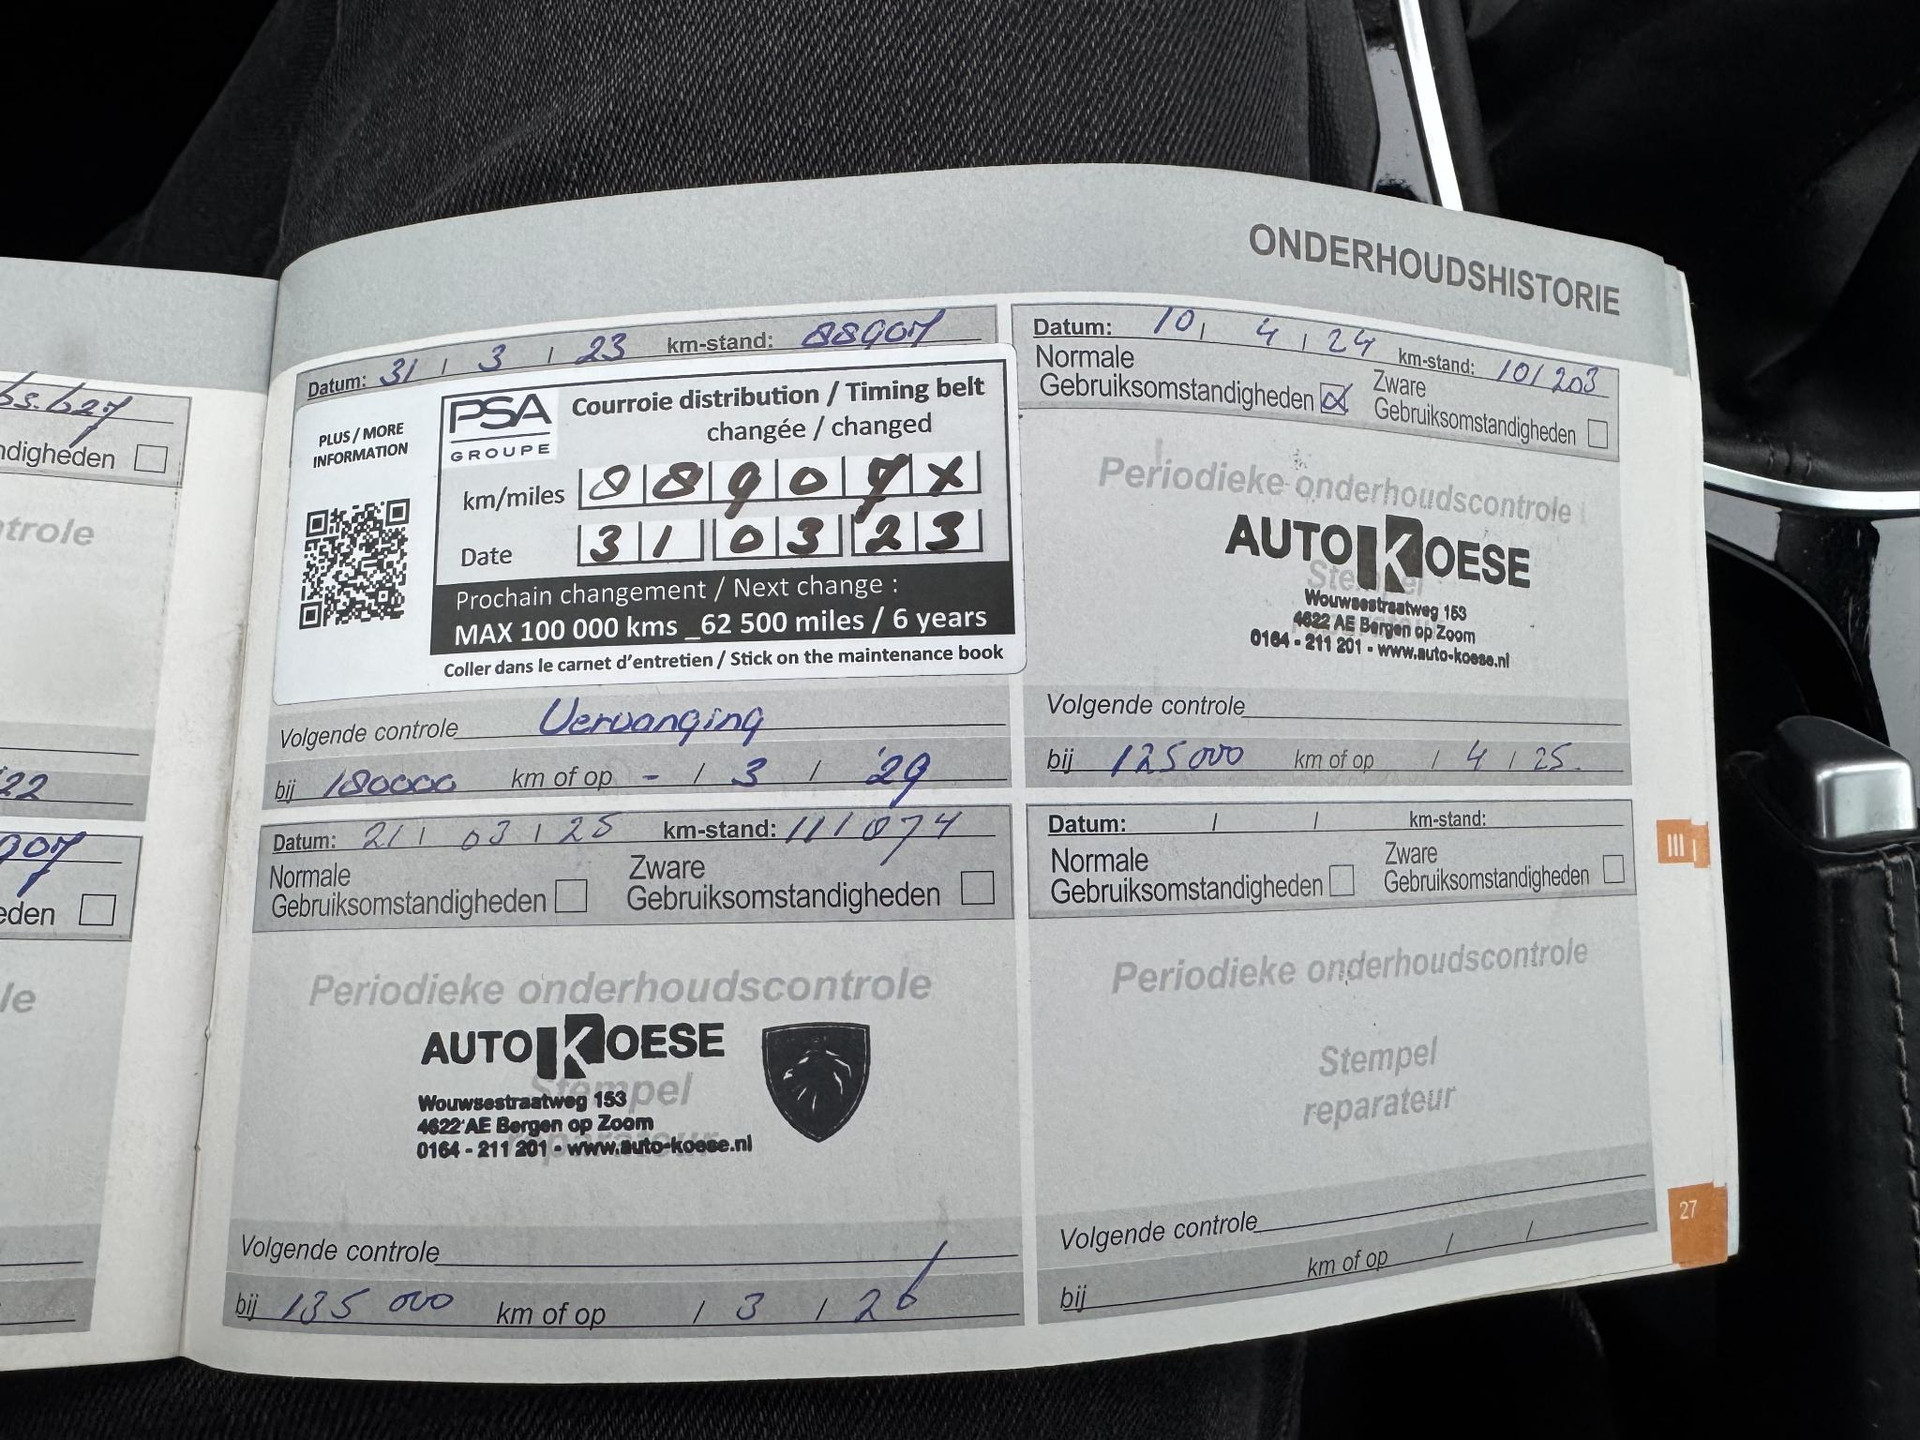 ONDERHOUDSHISTORIE
Datum: 31 / 3 / 23 km-stand: 88907
PLUS / MORE
INFORMATION
PSA
GROUPE
Courroie distribution / Timing belt
changée / changed
km/miles 88907X
Date 31 03 23
Prochain changement / Next change :
MAX 100 000 kms _62 500 miles / 6 years
Coller dans le carnet d'entretien / Stick on the maintenance book
Volgende controle Vervanging
bij 180000 km of op - / 3 / '29
Datum: 10 / 4 / 24 km-stand: 101203
Normale
Gebruiksomstandigheden
Zware
Gebruiksomstandigheden
Periodieke onderhoudscontrole
AUTO KOESE
Wouwsestraatweg 153
4622 AE Bergen op Zoom
0164 - 211 201 - www.auto-koese.nl
Volgende controle
bij 125000 km of op / 4 / 25.
Datum: 21 / 03 / 25 km-stand: 111074
Normale
Gebruiksomstandigheden
Zware
Gebruiksomstandigheden
Periodieke onderhoudscontrole
AUTO KOESE
Stempel
Wouwsestraatweg 153
4622 AE Bergen op Zoom
0164 - 211 201 - www.auto-koese.nl
Volgende controle
bij 135 000 km of op / 3 / 26
Datum: / / km-stand:
Normale
Gebruiksomstandigheden
Zware
Gebruiksomstandigheden
Periodieke onderhoudscontrole
Stempel
reparateur
Volgende controle
bij km of op / /
III
27